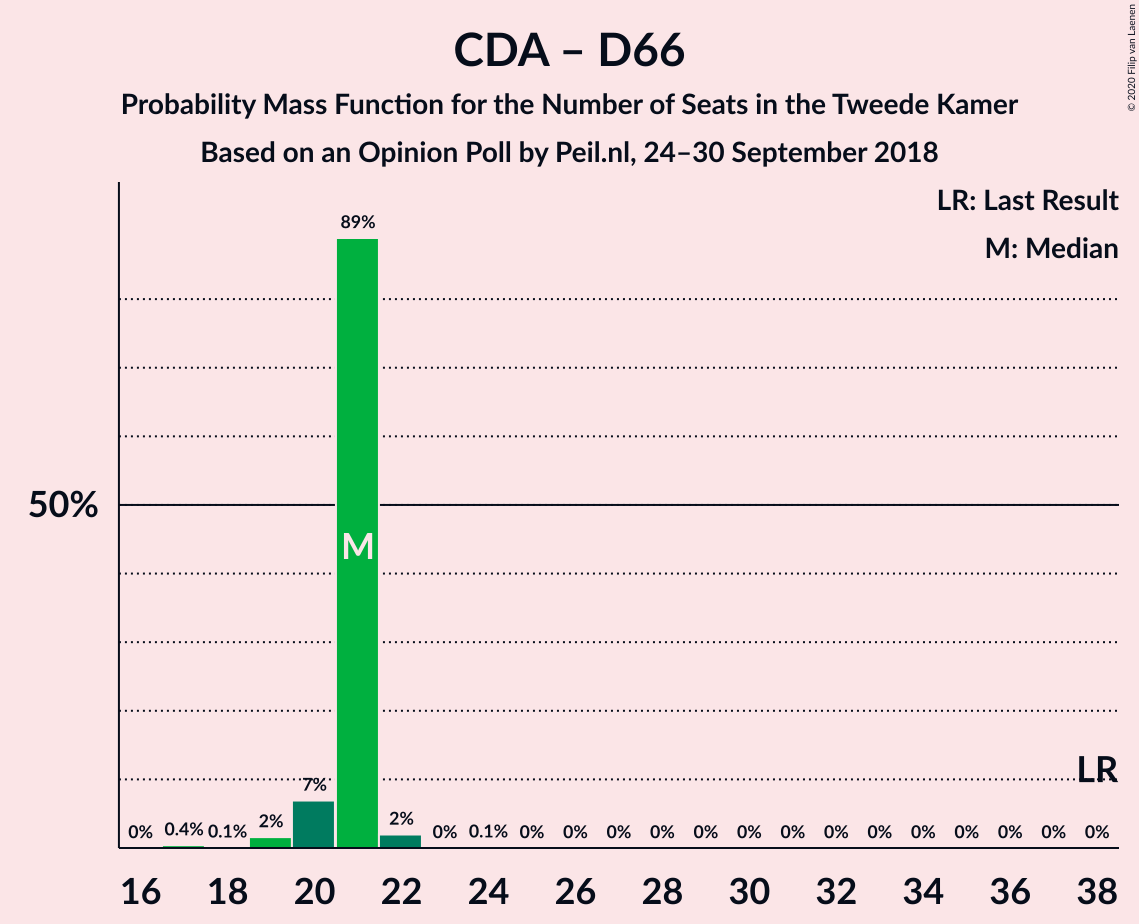 CDA – D66
Probability Mass Function for the Number of Seats in the Tweede Kamer
Based on an Opinion Poll by Peil.nl, 24–30 September 2018
© 2020 Filip van Laenen
LR: Last Result
M: Median
89%
50%
M
LR
7%
0% 0.4% 0.1% 2% 2% 0% 0.1% 0% 0% 0% 0% 0% 0% 0% 0% 0% 0% 0% 0% 0% 0% 0%
16 18 20 22 24 26 28 30 32 34 36 38